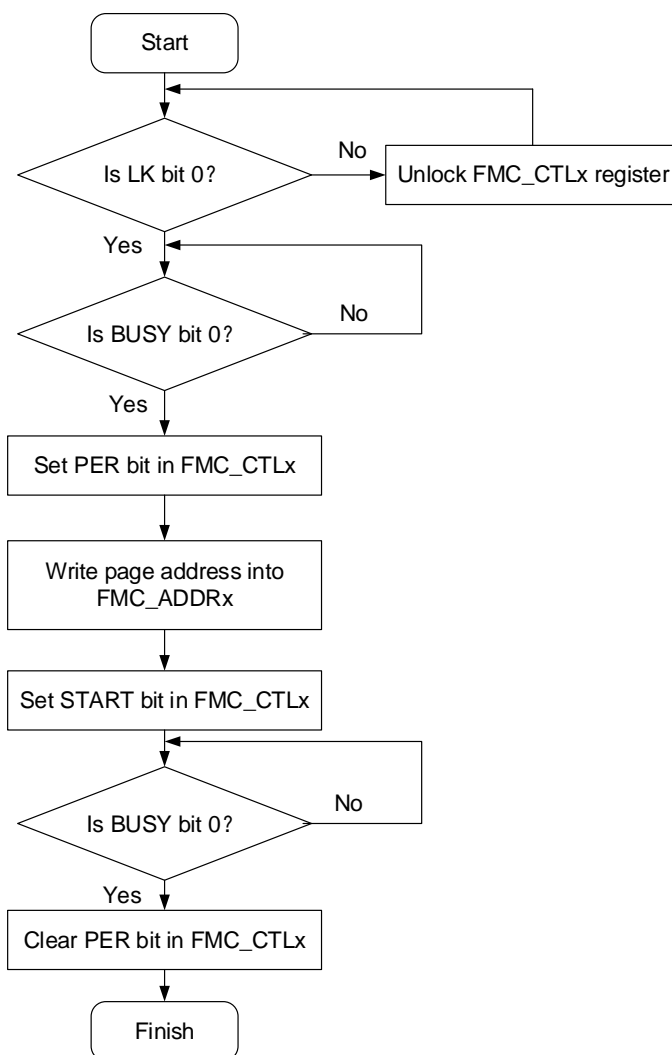 Start
Is LK bit 0?
No
Unlock FMC_CTLx register
Yes
Is BUSY bit 0?
No
Yes
Set PER bit in FMC_CTLx
Write page address into
FMC_ADDRx
Set START bit in FMC_CTLx
Is BUSY bit 0?
No
Yes
Clear PER bit in FMC_CTLx
Finish